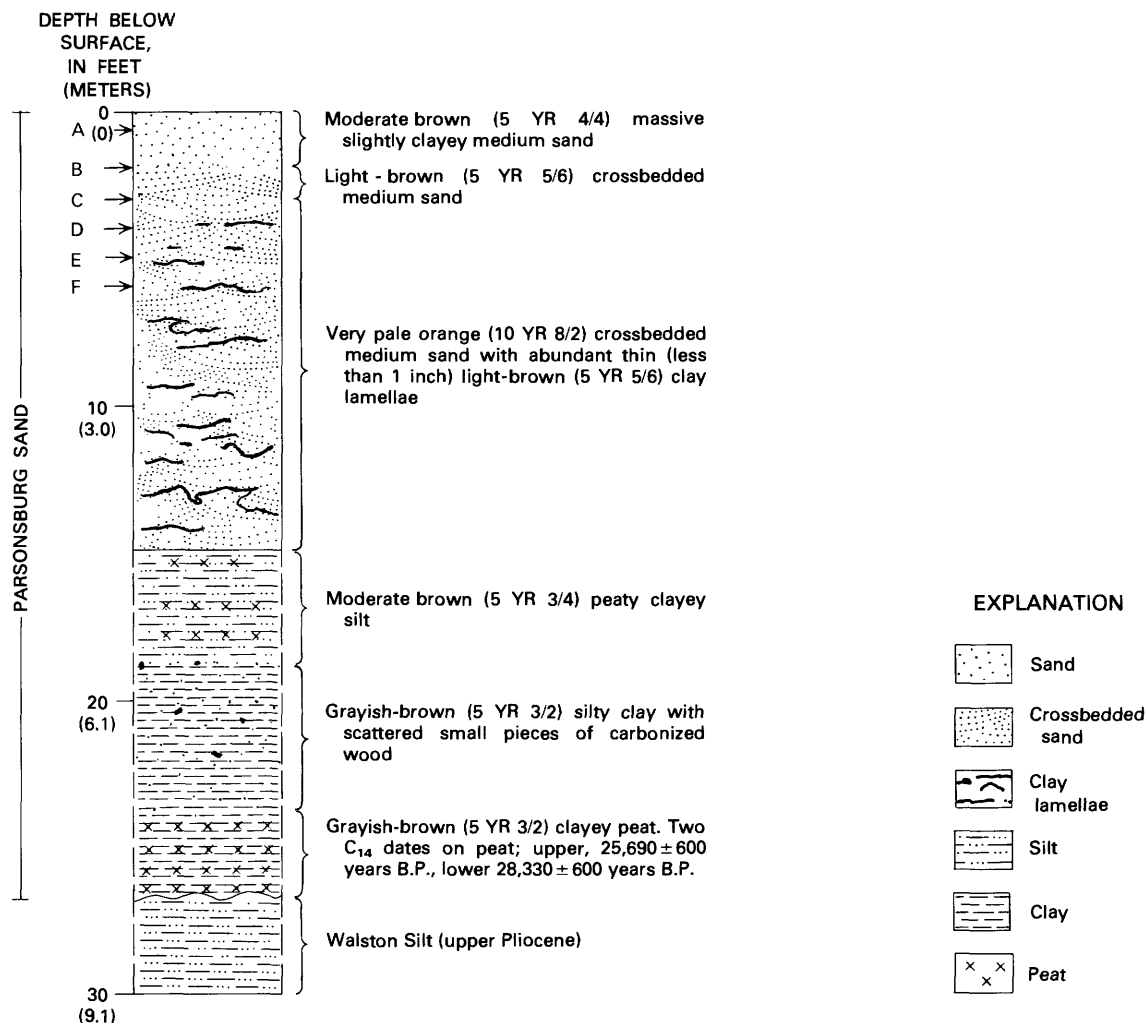 DEPTH BELOW
SURFACE,
IN FEET
(METERS)
0
(0)
A
B
C
D
E
F
10
(3.0)
20
(6.1)
30
(9.1)
PARSONSBURG SAND
Moderate brown (5 YR 4/4) massive
slightly clayey medium sand
Light - brown (5 YR 5/6) crossbedded
medium sand
Very pale orange (10 YR 8/2) crossbedded
medium sand with abundant thin (less
than 1 inch) light-brown (5 YR 5/6) clay
lamellae
Moderate brown (5 YR 3/4) peaty clayey
silt
Grayish-brown (5 YR 3/2) silty clay with
scattered small pieces of carbonized
wood
Grayish-brown (5 YR 3/2) clayey peat. Two
C14 dates on peat; upper, 25,690 ± 600
years B.P., lower 28,330 ± 600 years B.P.
Walston Silt (upper Pliocene)
EXPLANATION
Sand
Crossbedded
sand
Clay
lamellae
Silt
Clay
Peat